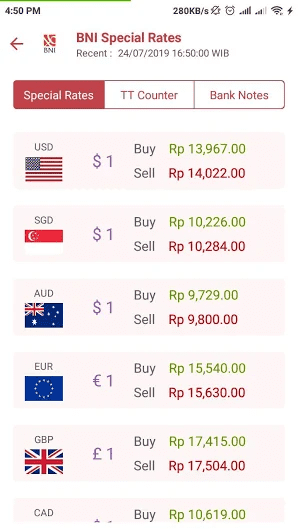 4:50 PM 280KB/s
BNI Special Rates
BNI
Recent : 24/07/2019 16:50:00 WIB
Special Rates TT Counter Bank Notes
USD $ 1 Buy Rp 13,967.00
Sell Rp 14,022.00
SGD $ 1 Buy Rp 10,226.00
Sell Rp 10,284.00
AUD $ 1 Buy Rp 9,729.00
Sell Rp 9,800.00
EUR € 1 Buy Rp 15,540.00
Sell Rp 15,630.00
GBP £ 1 Buy Rp 17,415.00
Sell Rp 17,504.00
CAD Buy Rp 10,619.00